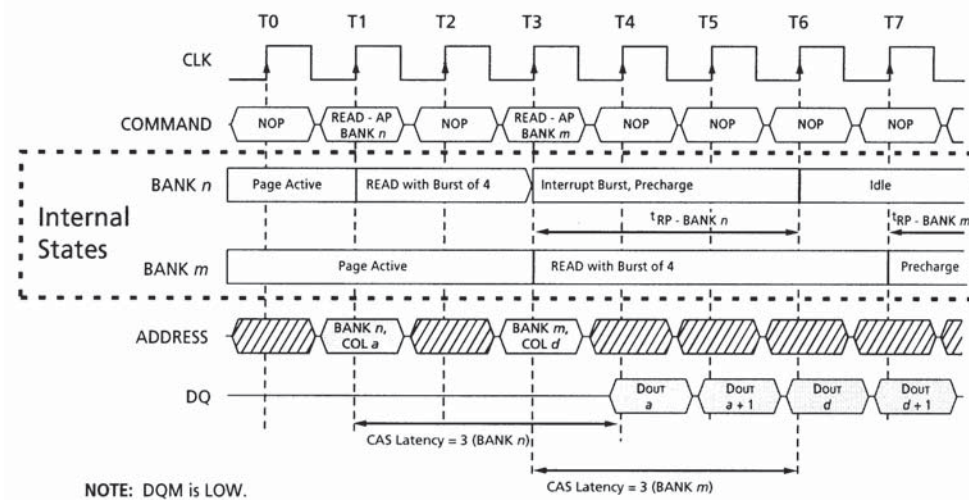 T0 T1 T2 T3 T4 T5 T6 T7
CLK
COMMAND NOP READ - AP BANK n NOP READ - AP BANK m NOP NOP NOP NOP
Internal States
BANK n Page Active READ with Burst of 4 Interrupt Burst, Precharge Idle
tRP - BANK n tRP - BANK m
BANK m Page Active READ with Burst of 4 Precharge
ADDRESS BANK n, COL a BANK m, COL d
DQ DOUT a DOUT a + 1 DOUT d DOUT d + 1
CAS Latency = 3 (BANK n)
CAS Latency = 3 (BANK m)
NOTE: DQM is LOW.